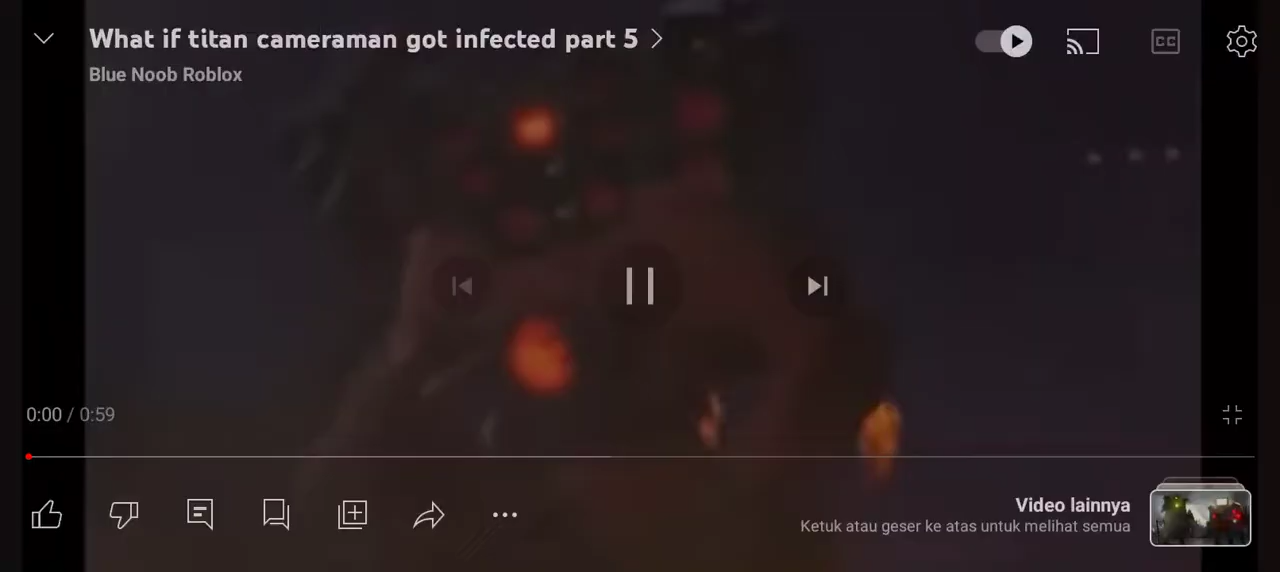 What if titan cameraman got infected part 5
Blue Noob Roblox
CC
0:00 / 0:59
Video lainnya
Ketuk atau geser ke atas untuk melihat semua